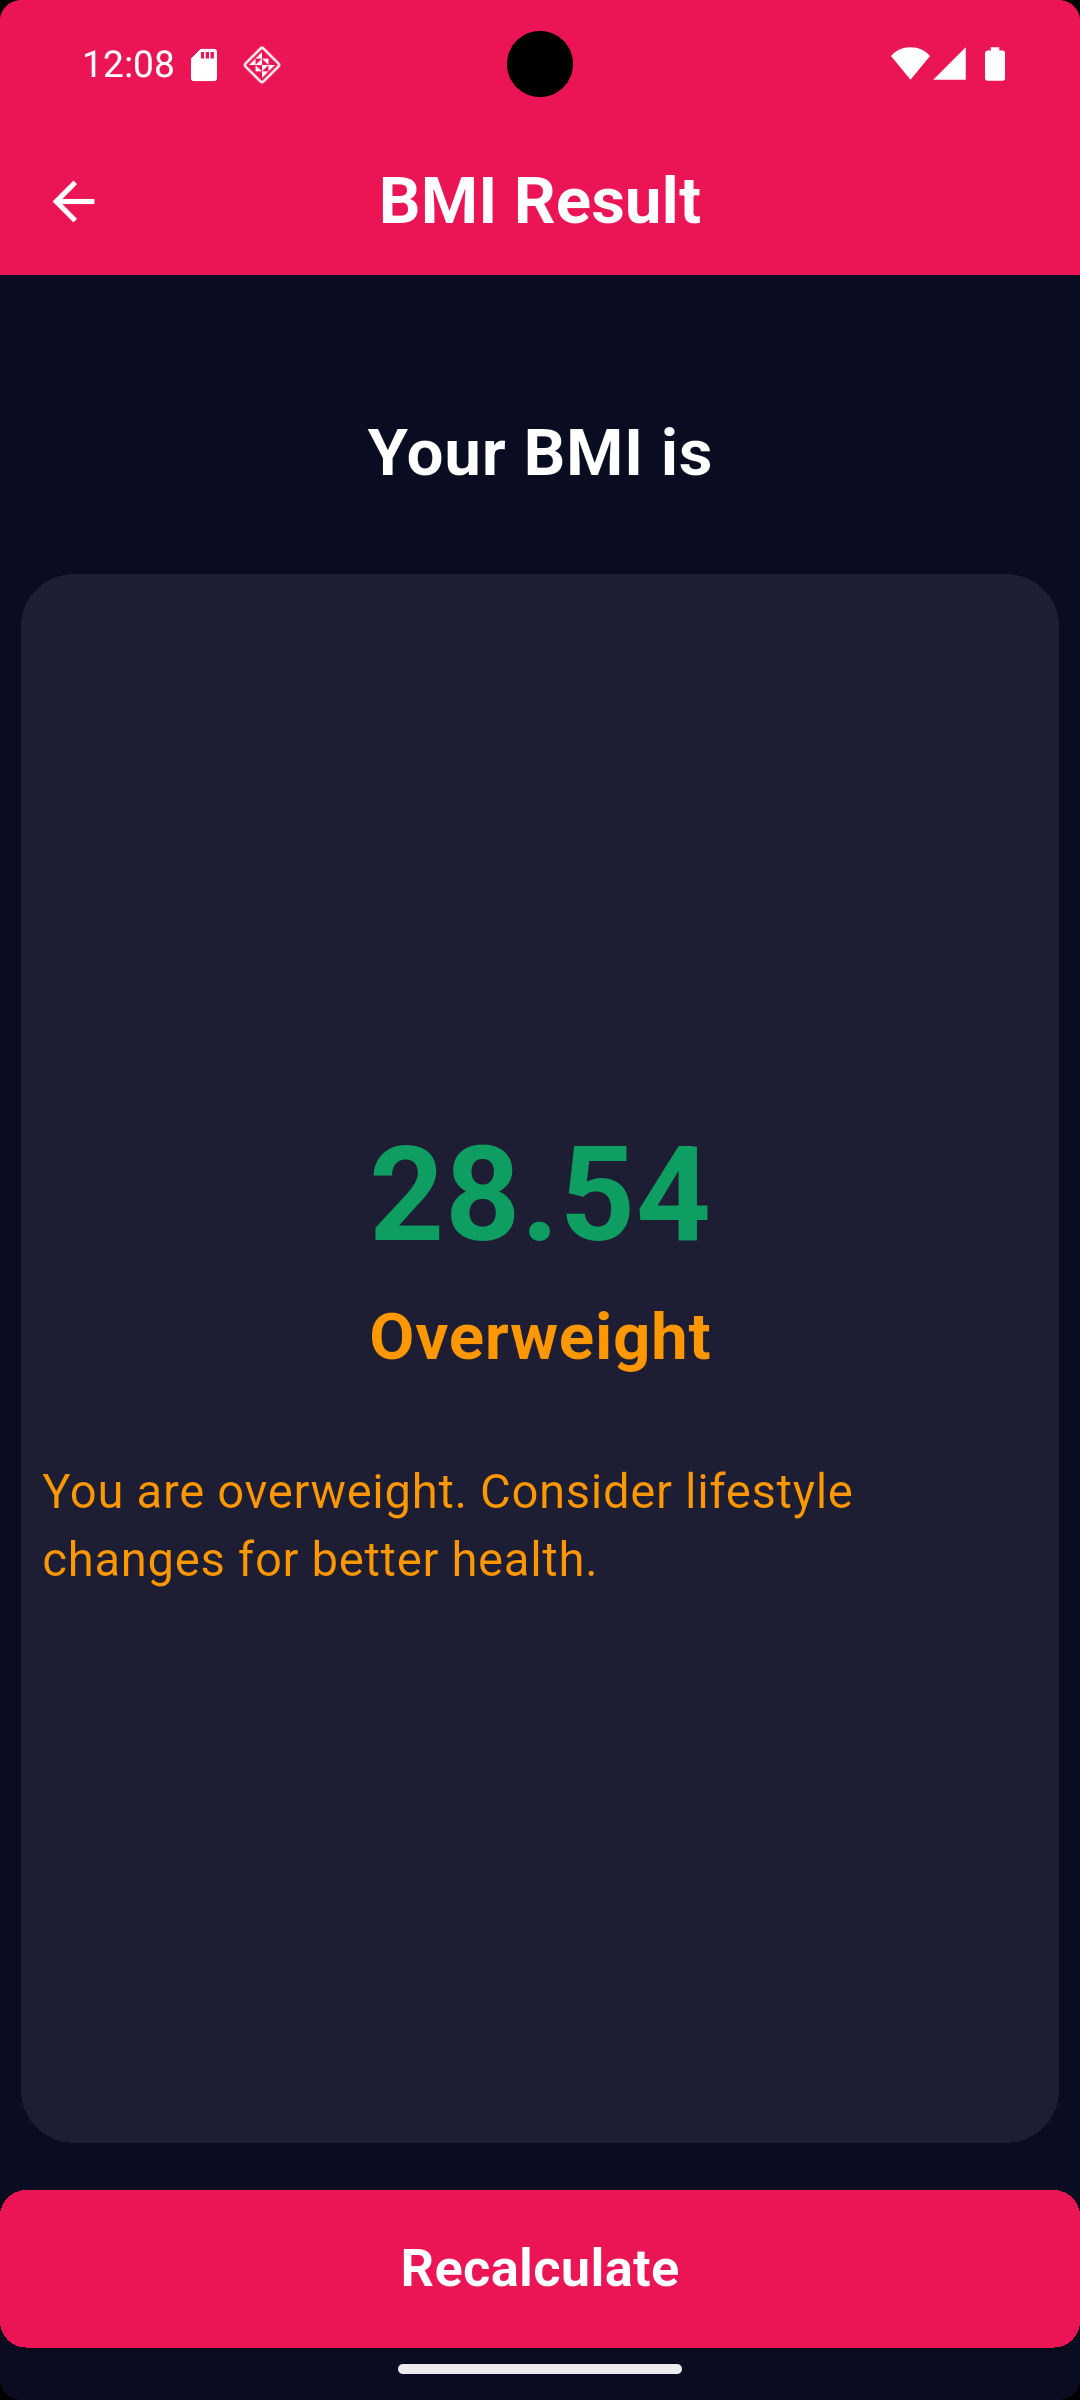 12:08
BMI Result
Your BMI is
28.54
Overweight
You are overweight. Consider lifestyle
changes for better health.
Recalculate